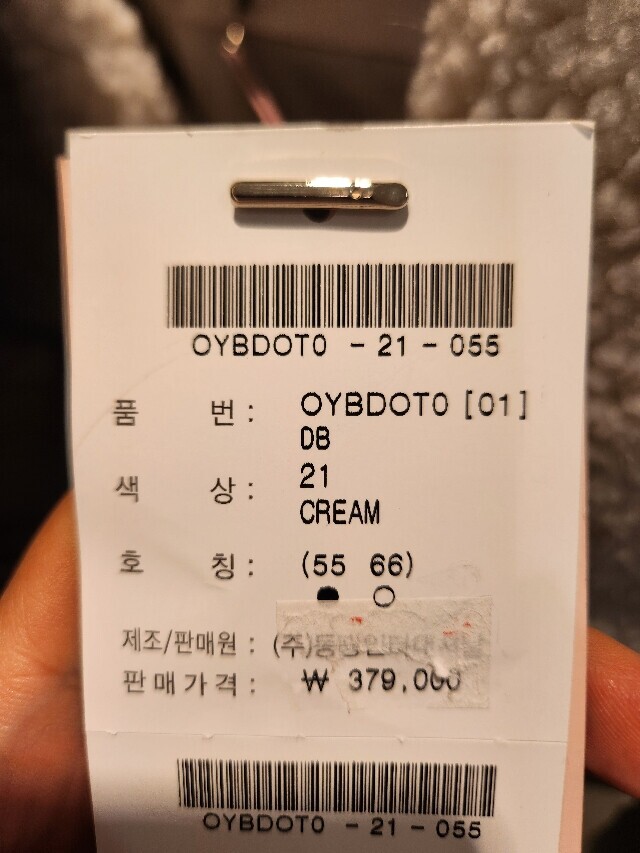 OYBDOT0 - 21 - 055
품 번 : OYBDOT0 [01]
DB
색 상 : 21
CREAM
호 칭 : (55 66)
제조/판매원 : (주)
판매가격 : ₩ 379,000
OYBDOT0 - 21 - 055